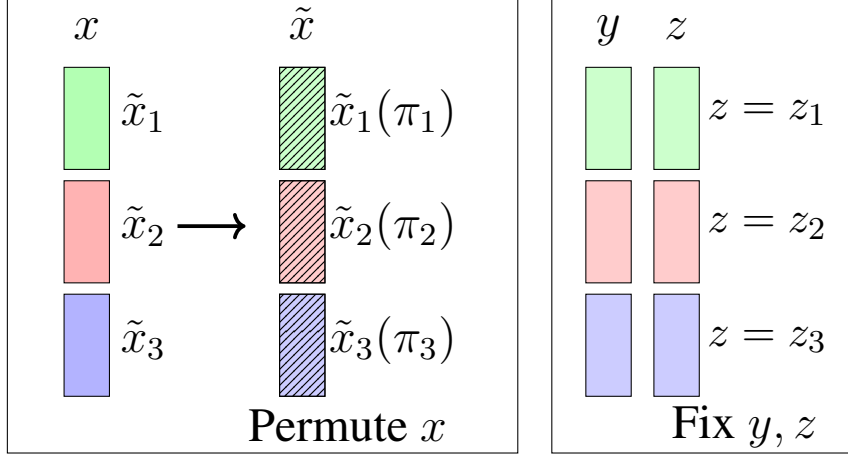 x x̃ y z
x̃₁ x̃₁(π₁) z = z₁
x̃₂ x̃₂(π₂) z = z₂
x̃₃ x̃₃(π₃) z = z₃
Permute x Fix y, z